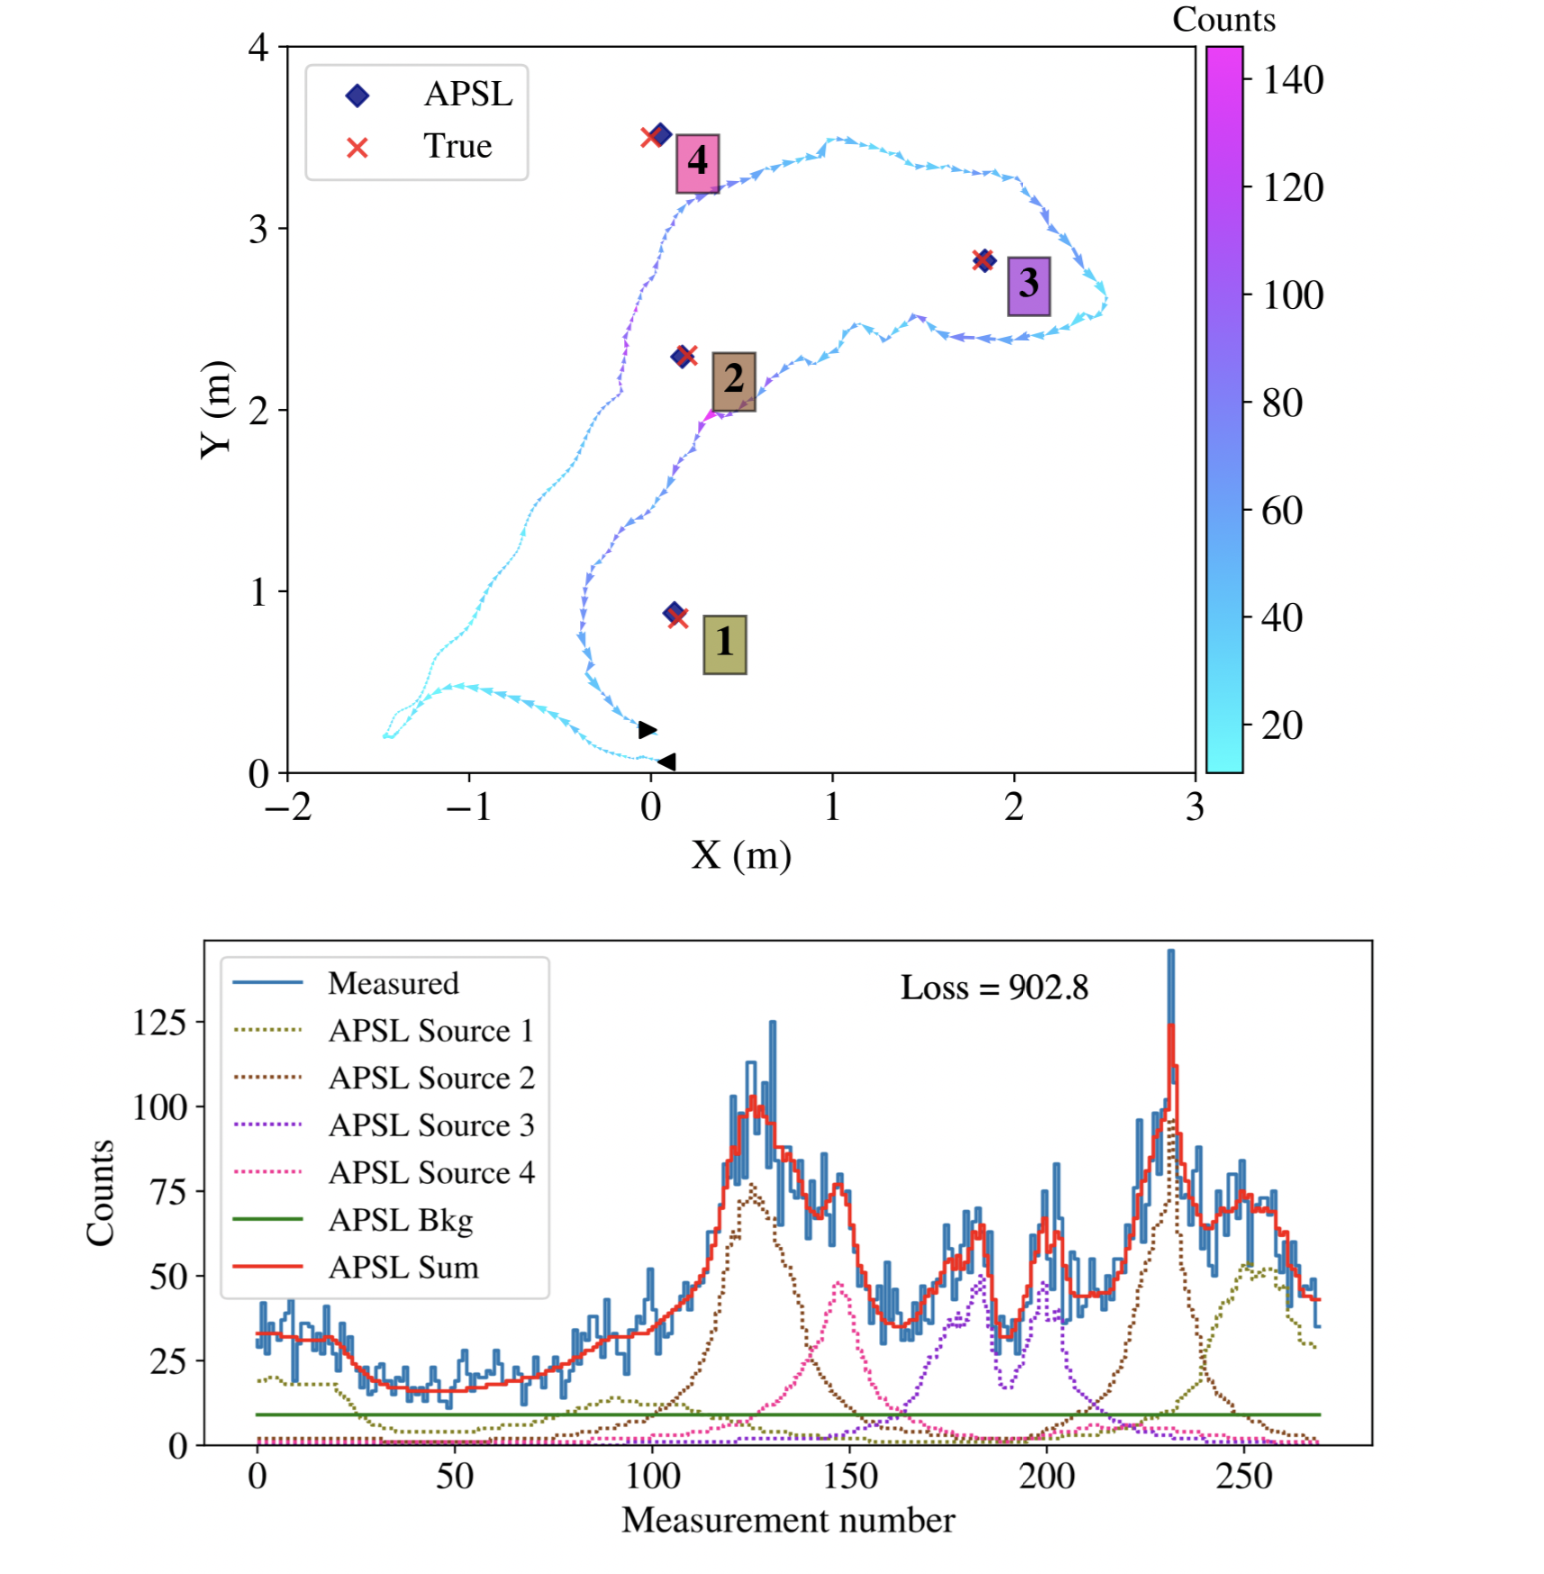 Counts
4
3
2
1
0
APSL
True
4
3
2
1
140
120
100
80
60
40
20
Y (m)
−2
−1
0
1
2
3
X (m)
Loss = 902.8
Measured
APSL Source 1
APSL Source 2
APSL Source 3
APSL Source 4
APSL Bkg
APSL Sum
125
100
75
50
25
0
Counts
0
50
100
150
200
250
Measurement number